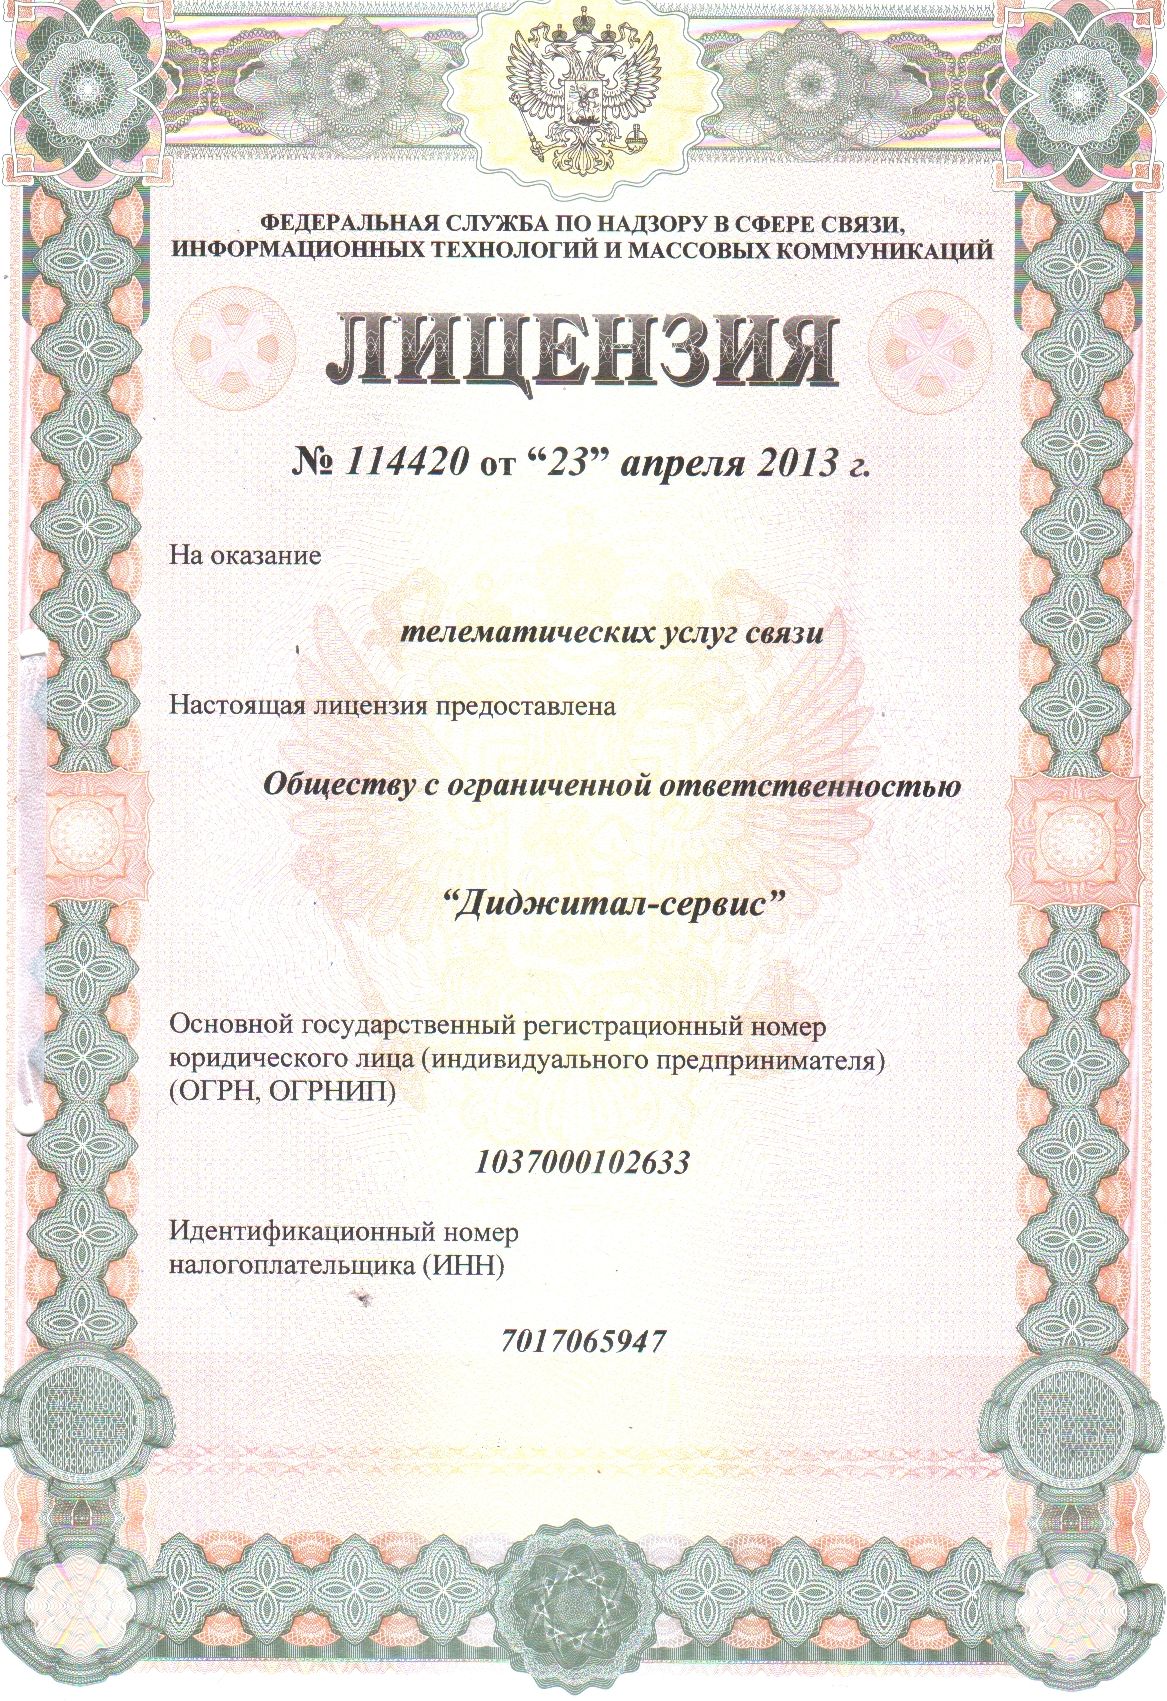 ФЕДЕРАЛЬНАЯ СЛУЖБА ПО НАДЗОРУ В СФЕРЕ СВЯЗИ,
ИНФОРМАЦИОННЫХ ТЕХНОЛОГИЙ И МАССОВЫХ КОММУНИКАЦИЙ
ЛИЦЕНЗИЯ
№ 114420 от “23” апреля 2013 г.
На оказание
телематических услуг связи
Настоящая лицензия предоставлена
Обществу с ограниченной ответственностью
“Диджитал-сервис”
Основной государственный регистрационный номер
юридического лица (индивидуального предпринимателя)
(ОГРН, ОГРНИП)
1037000102633
Идентификационный номер
налогоплательщика (ИНН)
7017065947